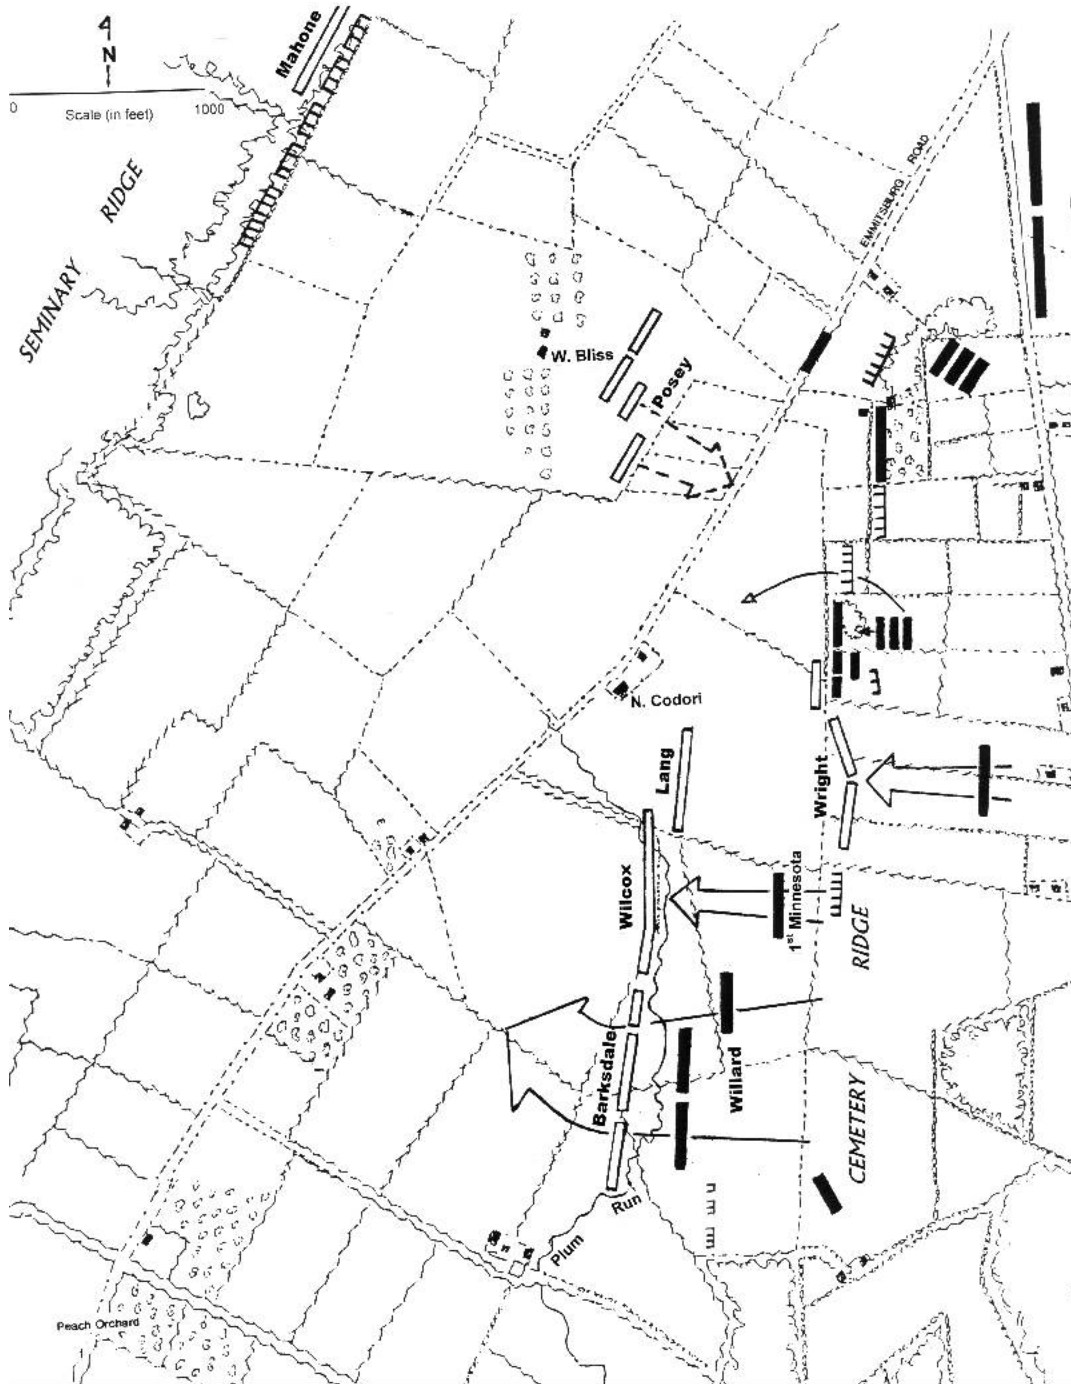 Mahone
N
0 1000
Scale (in feet)
SEMINARY RIDGE
EMMITSBURG ROAD
W. Bliss
Posey
N. Codori
Lang
Wright
Wilcox
1st Minnesota
CEMETERY RIDGE
Barksdale
Willard
Plum Run
Peach Orchard